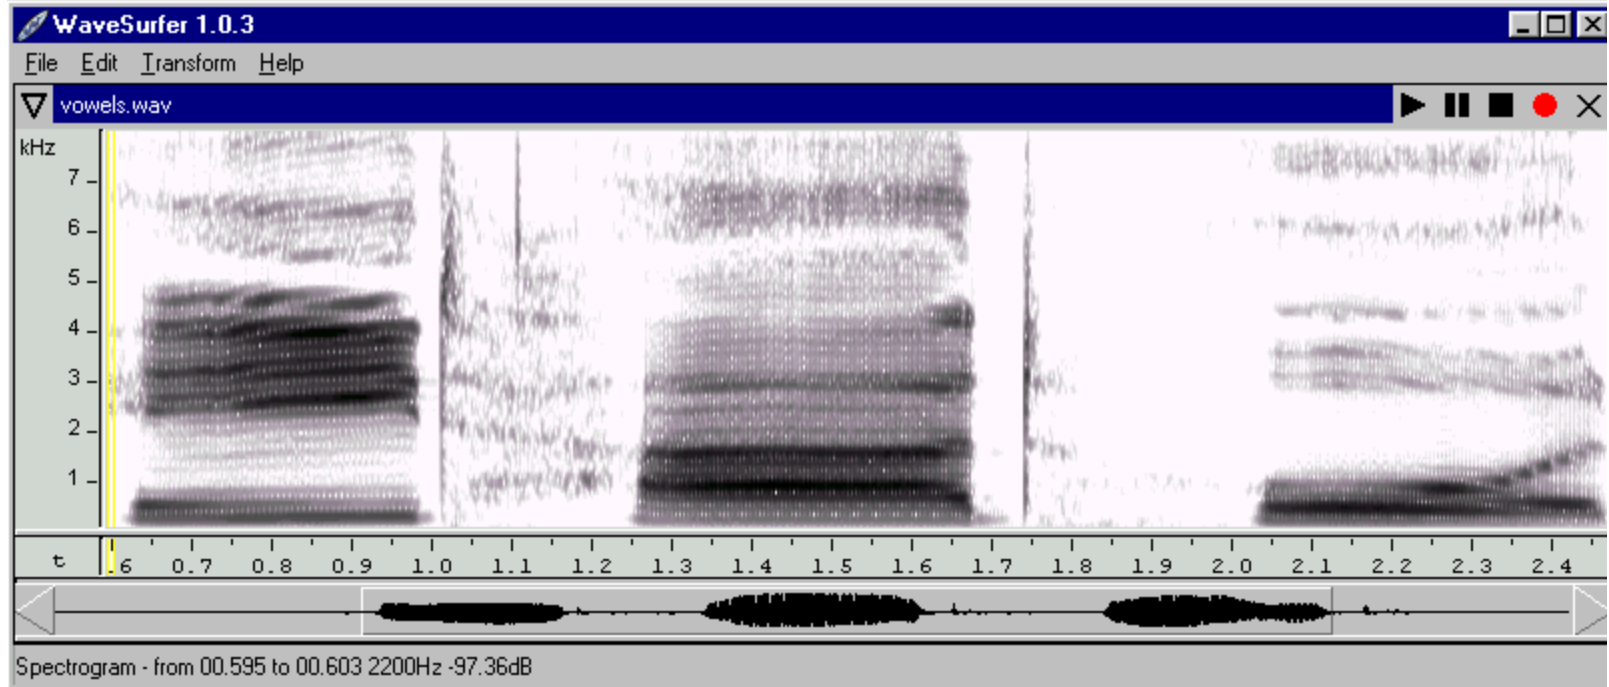 WaveSurfer 1.0.3
File Edit Transform Help
vowels.wav
kHz
7
6
5
4
3
2
1
t .6 0.7 0.8 0.9 1.0 1.1 1.2 1.3 1.4 1.5 1.6 1.7 1.8 1.9 2.0 2.1 2.2 2.3 2.4
Spectrogram - from 00.595 to 00.603 2200Hz -97.36dB